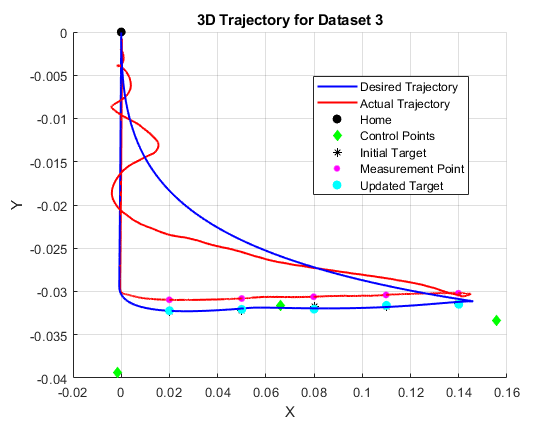 3D Trajectory for Dataset 3
0
-0.005
-0.01
-0.015
-0.02
-0.025
-0.03
-0.035
-0.04
Y
Desired Trajectory
Actual Trajectory
Home
Control Points
Initial Target
Measurement Point
Updated Target
-0.02
0
0.02
0.04
0.06
0.08
0.1
0.12
0.14
0.16
X